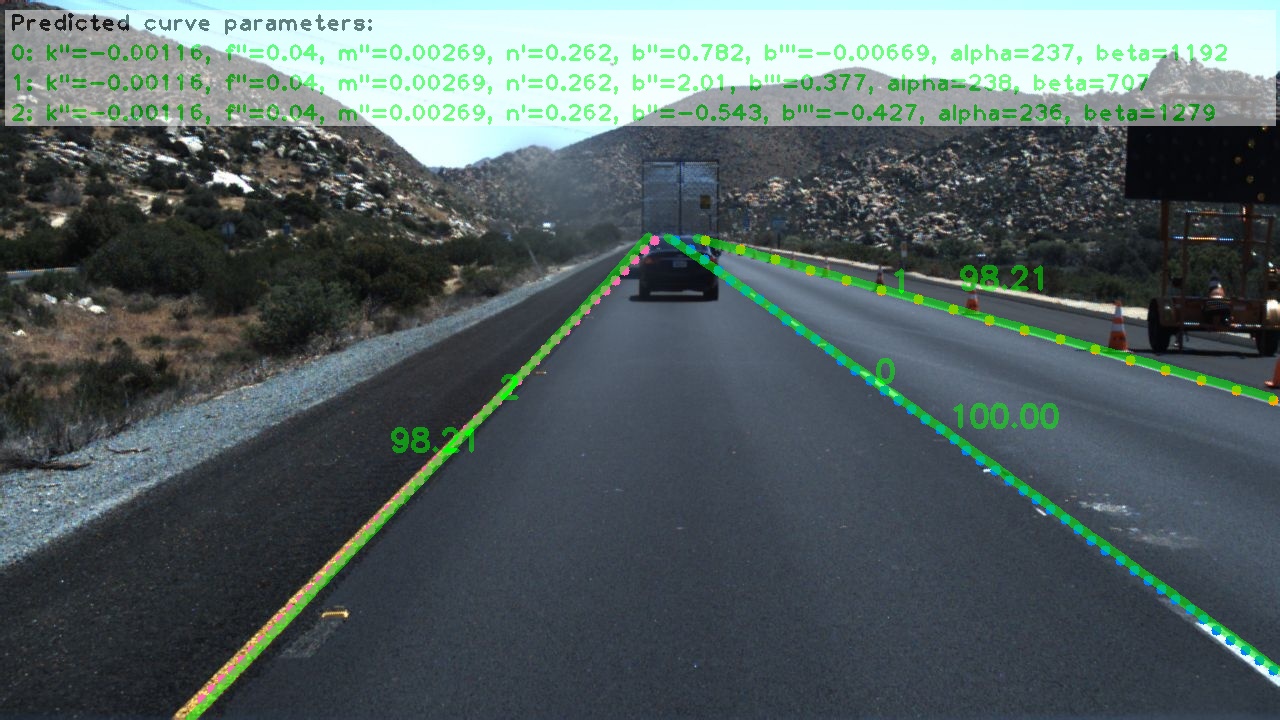 Predicted curve parameters:
0: k"=-0.00116, f"=0.04, m"=0.00269, n'=0.262, b"=0.782, b'''=-0.00669, alpha=237, beta=1192
1: k"=-0.00116, f"=0.04, m"=0.00269, n'=0.262, b"=2.01, b'''=0.377, alpha=238, beta=707
2: k"=-0.00116, f"=0.04, m"=0.00269, n'=0.262, b"=-0.543, b'''=-0.427, alpha=236, beta=1279
1 98.21
0
2
100.00
98.21